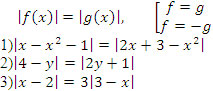 |f(x)| = |g(x)|, [f = g
f = −g
1)|x − x² − 1| = |2x + 3 − x²|
2)|4 − y| = |2y + 1|
3)|x − 2| = 3|3 − x|